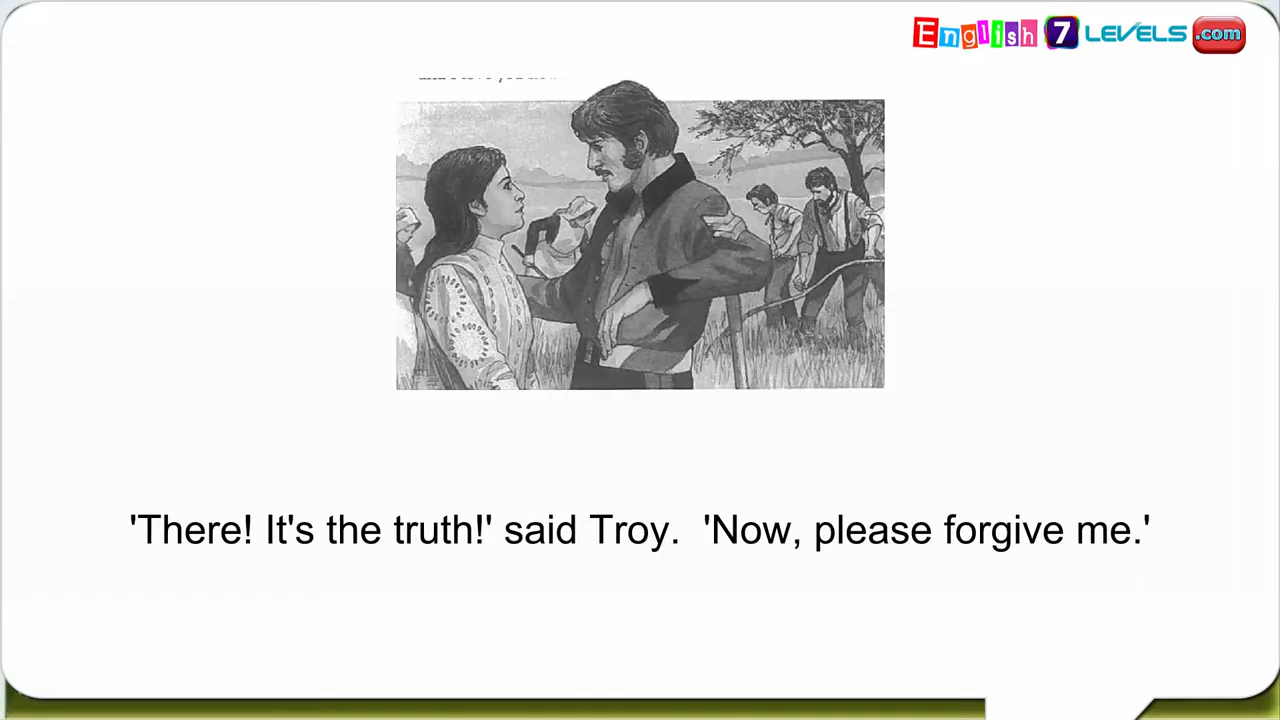 English 7 LEVELS .com
'There! It's the truth!' said Troy.  'Now, please forgive me.'